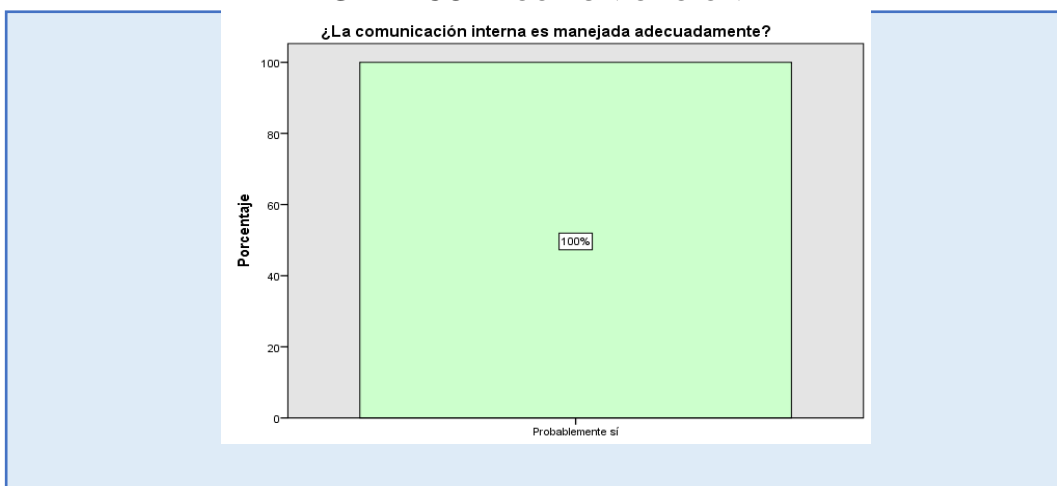 ¿La comunicación interna es manejada adecuadamente?
100
80
60
40
20
0
Porcentaje
100%
Probablemente sí